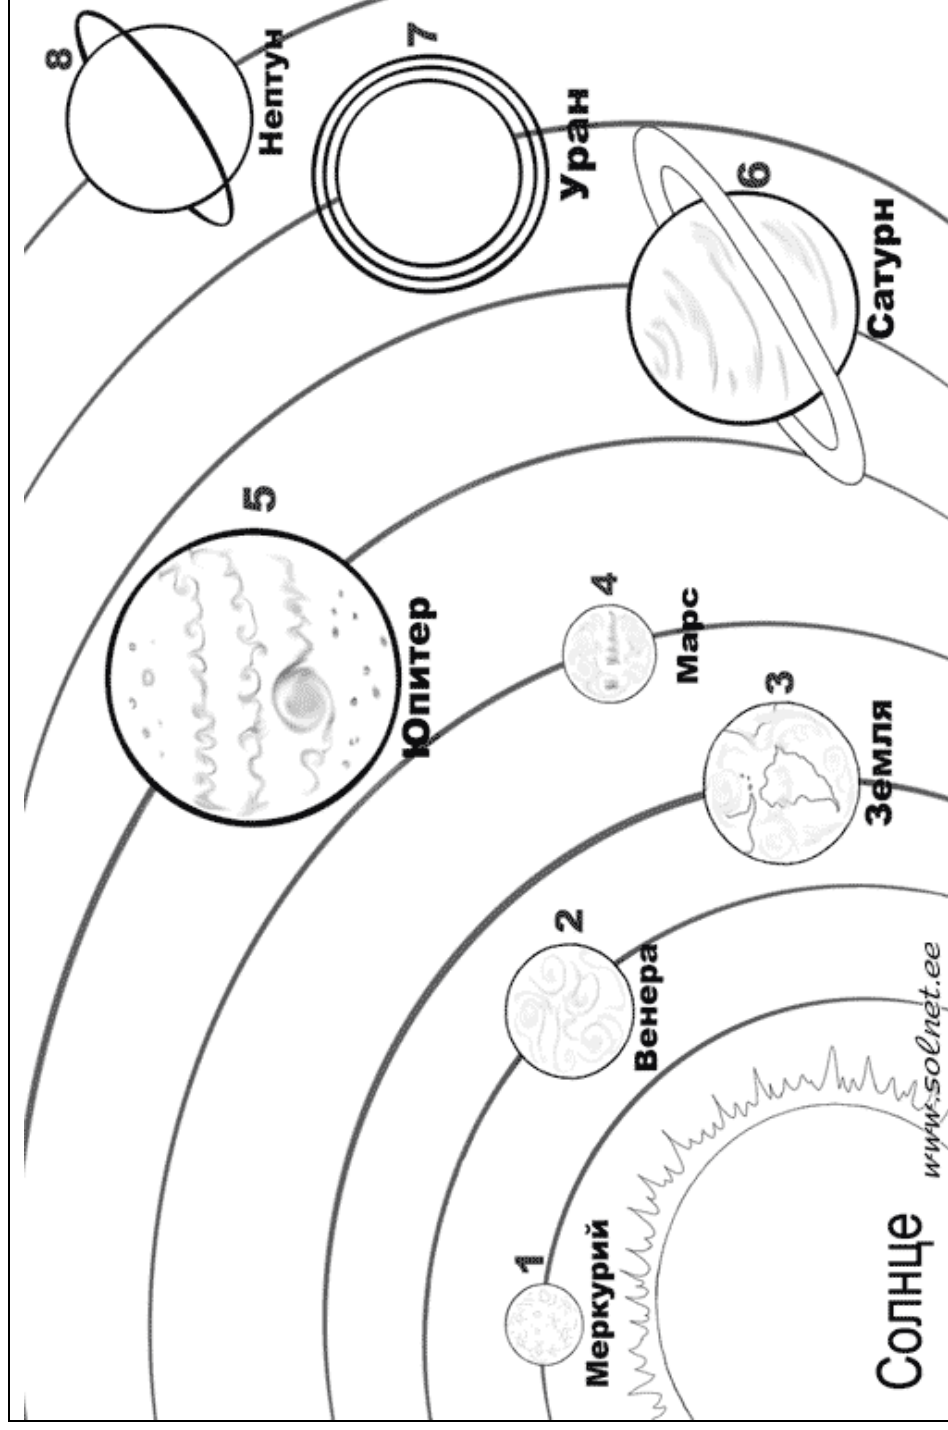 Солнце
www.solnet.ee
1
Меркурий
2
Венера
3
Земля
4
Марс
5
Юпитер
6
Сатурн
7
Уран
8
Нептун